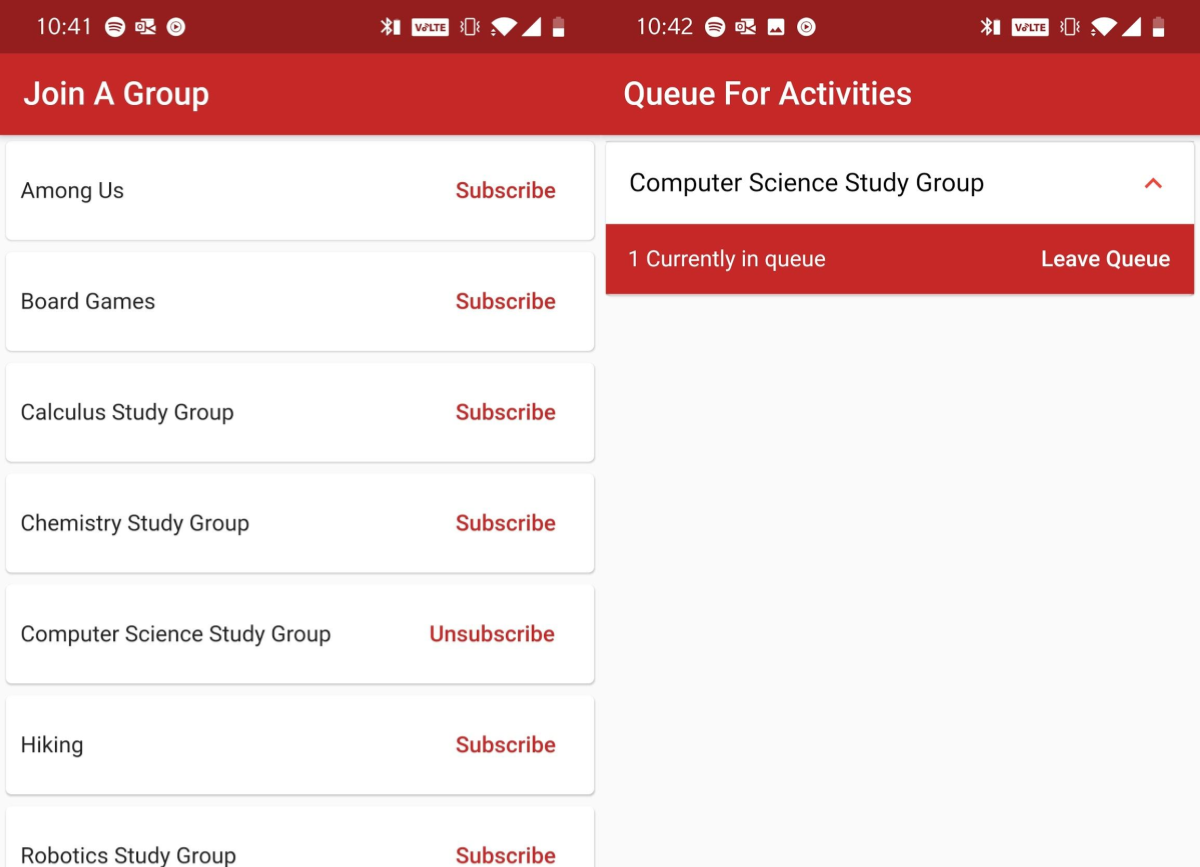 10:41
VoLTE
Join A Group
Among Us Subscribe
Board Games Subscribe
Calculus Study Group Subscribe
Chemistry Study Group Subscribe
Computer Science Study Group Unsubscribe
Hiking Subscribe
Robotics Study Group Subscribe
10:42
VoLTE
Queue For Activities
Computer Science Study Group
1 Currently in queue Leave Queue